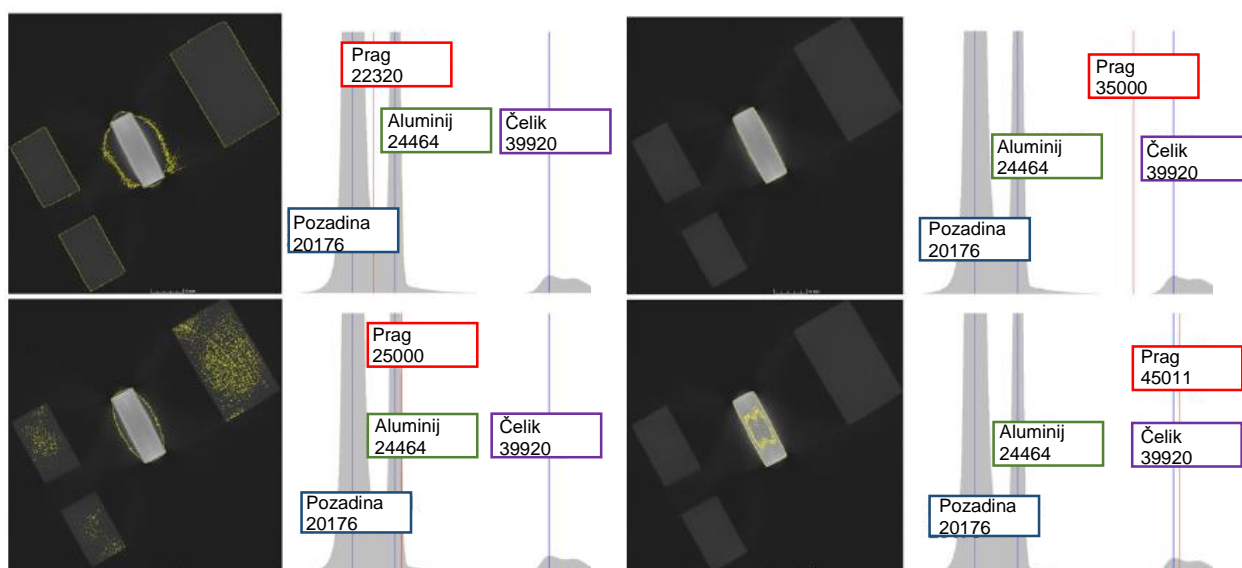 Prag
22320
Aluminij
24464
Čelik
39920
Pozadina
20176
Prag
35000
Aluminij
24464
Čelik
39920
Pozadina
20176
Prag
25000
Aluminij
24464
Čelik
39920
Pozadina
20176
Prag
45011
Aluminij
24464
Čelik
39920
Pozadina
20176